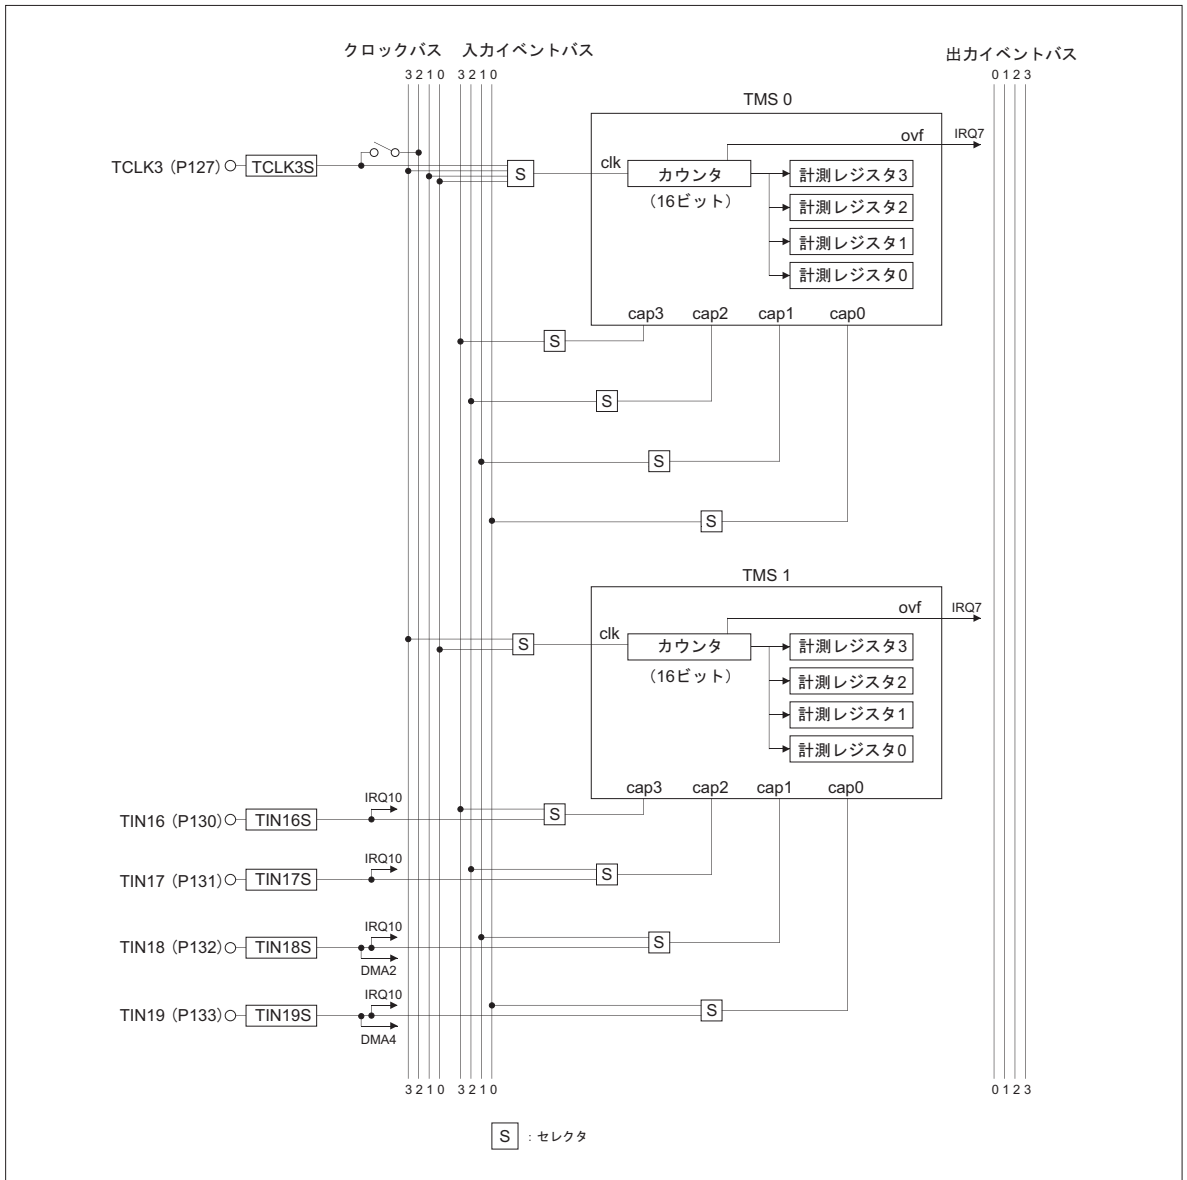 クロックバス 入力イベントバス 出力イベントバス
3 2 1 0 3 2 1 0 0 1 2 3
TMS 0
ovf IRQ7
TCLK3 (P127) TCLK3S S clk カウンタ 計測レジスタ3
(16ビット) 計測レジスタ2
計測レジスタ1
計測レジスタ0
cap3 cap2 cap1 cap0
S
S
S
S
TMS 1
ovf IRQ7
S clk カウンタ 計測レジスタ3
(16ビット) 計測レジスタ2
計測レジスタ1
計測レジスタ0
cap3 cap2 cap1 cap0
IRQ10
TIN16 (P130) TIN16S S
IRQ10
TIN17 (P131) TIN17S S
IRQ10
TIN18 (P132) TIN18S S
DMA2
IRQ10
TIN19 (P133) TIN19S S
DMA4
3 2 1 0 3 2 1 0 0 1 2 3
S : セレクタ